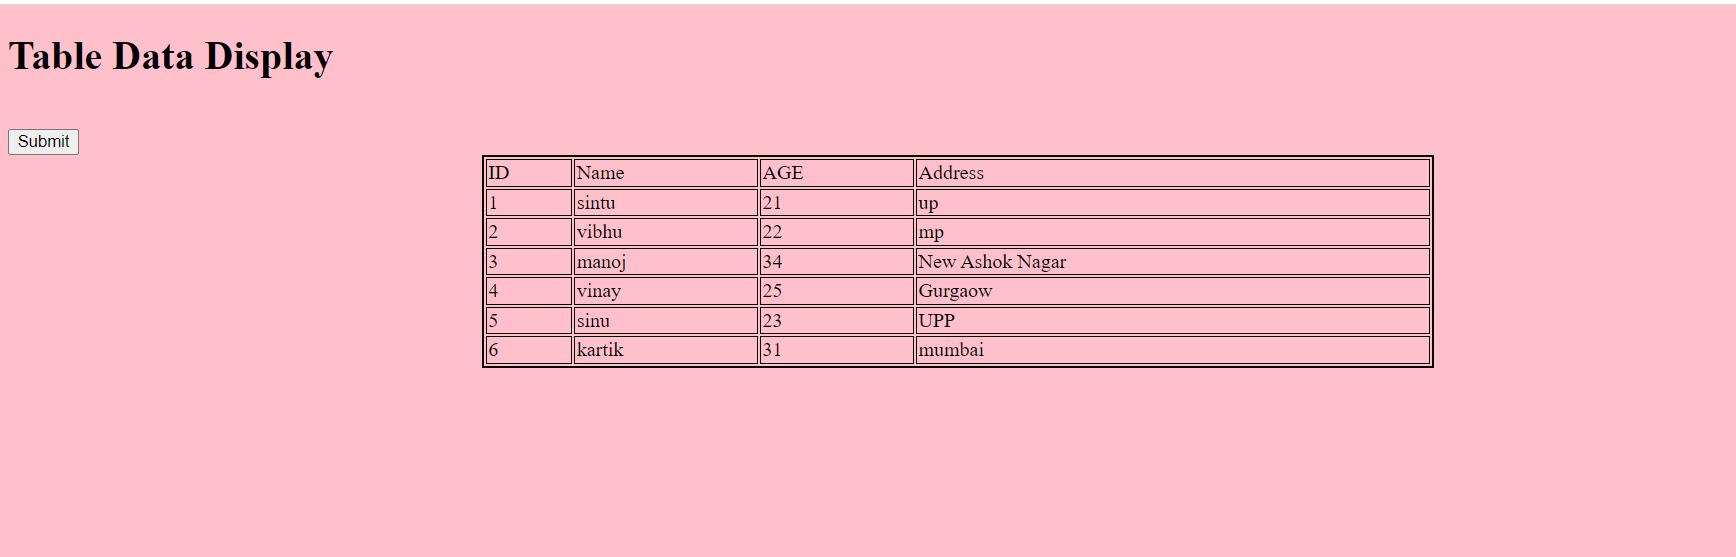 Table Data Display
Submit
ID Name AGE Address
1 sintu 21 up
2 vibhu 22 mp
3 manoj 34 New Ashok Nagar
4 vinay 25 Gurgaow
5 sinu 23 UPP
6 kartik 31 mumbai